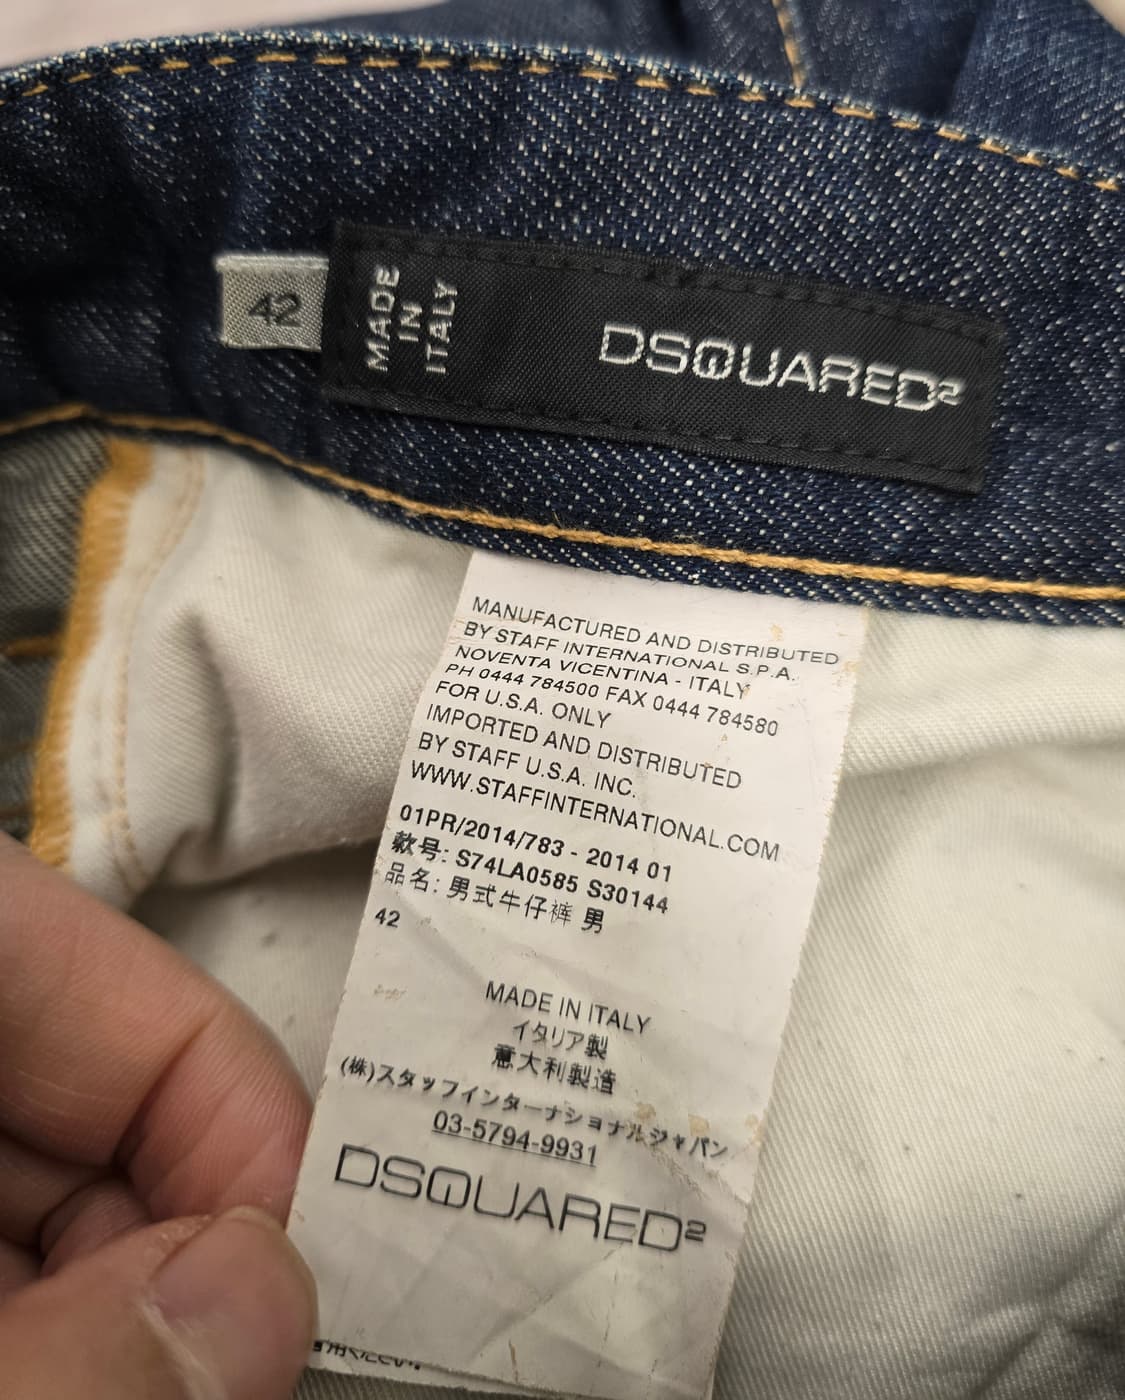 42
MADE
IN
ITALY
DSQUARED²
MANUFACTURED AND DISTRIBUTED
BY STAFF INTERNATIONAL S.P.A.
NOVENTA VICENTINA - ITALY
PH 0444 784500 FAX 0444 784580
FOR U.S.A. ONLY
IMPORTED AND DISTRIBUTED
BY STAFF U.S.A. INC.
WWW.STAFFINTERNATIONAL.COM
01PR/2014/783 - 2014 01
款号: S74LA0585 S30144
品名: 男式牛仔裤 男
42
MADE IN ITALY
イタリア製
意大利製造
(株)スタッフインターナショナルジャパン
03-5794-9931
DSQUARED²